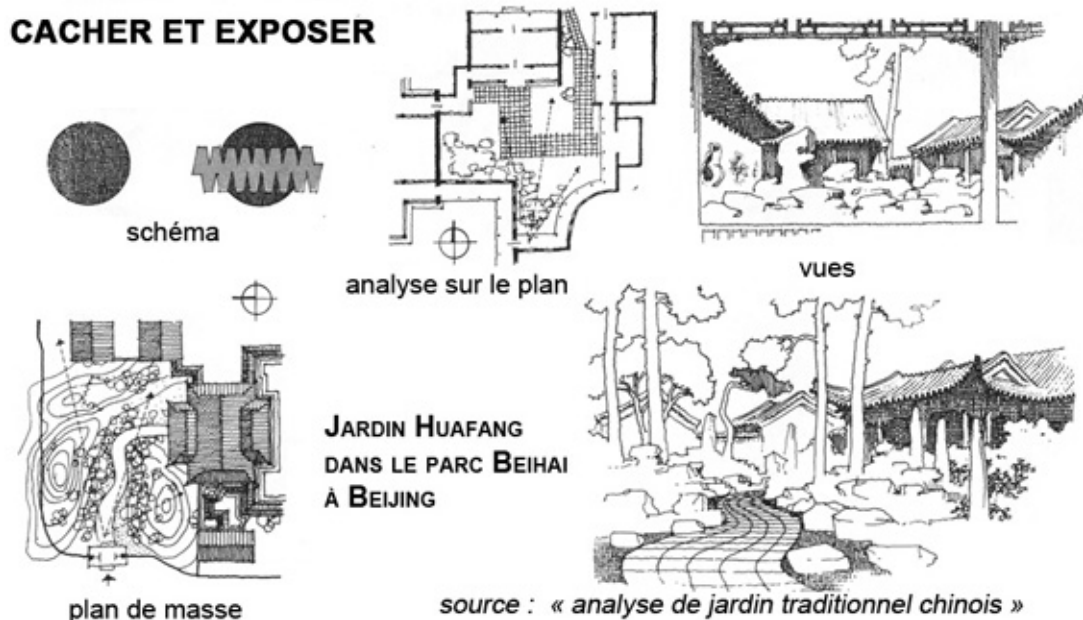 CACHER ET EXPOSER
schéma
analyse sur le plan
vues
JARDIN HUAFANG
DANS LE PARC BEIHAI
À BEIJING
plan de masse
source : « analyse de jardin traditionnel chinois »